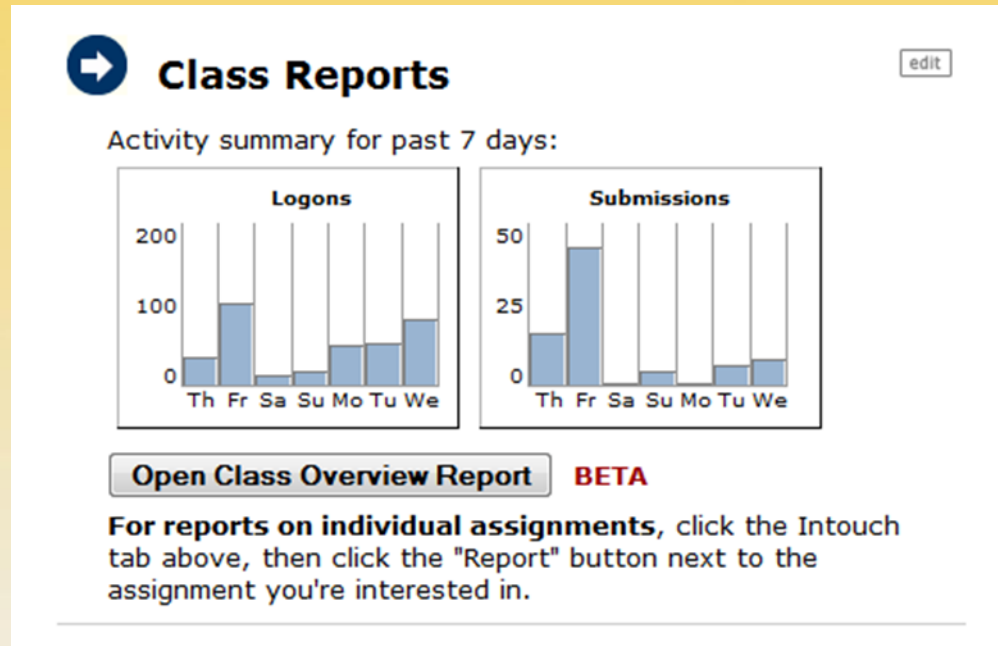 Class Reports
edit
Activity summary for past 7 days:
Logons
200
100
0
Th Fr Sa Su Mo Tu We
Submissions
50
25
0
Th Fr Sa Su Mo Tu We
Open Class Overview Report BETA
For reports on individual assignments, click the Intouch
tab above, then click the "Report" button next to the
assignment you're interested in.